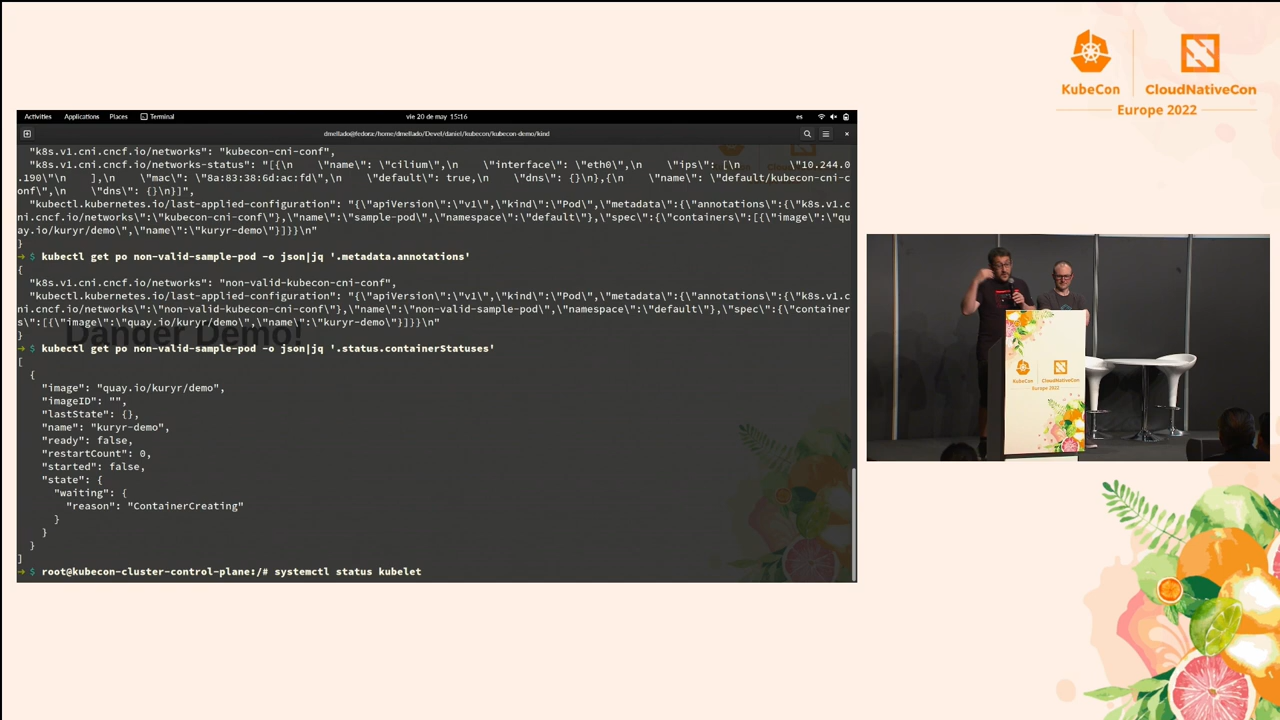 KubeCon
CloudNativeCon
Europe 2022
Activities Applications Places Terminal vie 20 de may 15:16 es
dmellado@fedora:/home/dmellado/Devel/daniel/kubecon/kubecon-demo/kind
"k8s.v1.cni.cncf.io/networks": "kubecon-cni-conf",
"k8s.v1.cni.cncf.io/networks-status": "[{\n    \"name\": \"cilium\",\n    \"interface\": \"eth0\",\n    \"ips\": [\n        \"10.244.0
.190\"\n    ],\n    \"mac\": \"8a:83:38:6d:ac:fd\",\n    \"default\": true,\n    \"dns\": {}\n},{\n    \"name\": \"default/kubecon-cni-c
onf\",\n    \"dns\": {}\n}]",
"kubectl.kubernetes.io/last-applied-configuration": "{\"apiVersion\":\"v1\",\"kind\":\"Pod\",\"metadata\":{\"annotations\":{\"k8s.v1.c
ni.cncf.io/networks\":\"kubecon-cni-conf\"},\"name\":\"sample-pod\",\"namespace\":\"default\"},\"spec\":{\"containers\":[{\"image\":\"qu
ay.io/kuryr/demo\",\"name\":\"kuryr-demo\"}]}}\n"
}
→ $ kubectl get po non-valid-sample-pod -o json|jq '.metadata.annotations'
{
"k8s.v1.cni.cncf.io/networks": "non-valid-kubecon-cni-conf",
"kubectl.kubernetes.io/last-applied-configuration": "{\"apiVersion\":\"v1\",\"kind\":\"Pod\",\"metadata\":{\"annotations\":{\"k8s.v1.c
ni.cncf.io/networks\":\"non-valid-kubecon-cni-conf\"},\"name\":\"non-valid-sample-pod\",\"namespace\":\"default\"},\"spec\":{\"container
s\":[{\"image\":\"quay.io/kuryr/demo\",\"name\":\"kuryr-demo\"}]}}\n"
}
Danger Demo!
→ $ kubectl get po non-valid-sample-pod -o json|jq '.status.containerStatuses'
[
{
"image": "quay.io/kuryr/demo",
"imageID": "",
"lastState": {},
"name": "kuryr-demo",
"ready": false,
"restartCount": 0,
"started": false,
"state": {
"waiting": {
"reason": "ContainerCreating"
}
}
}
]
→ $ root@kubecon-cluster-control-plane:/# systemctl status kubelet
KubeCon
CloudNativeCon
Europe 2022